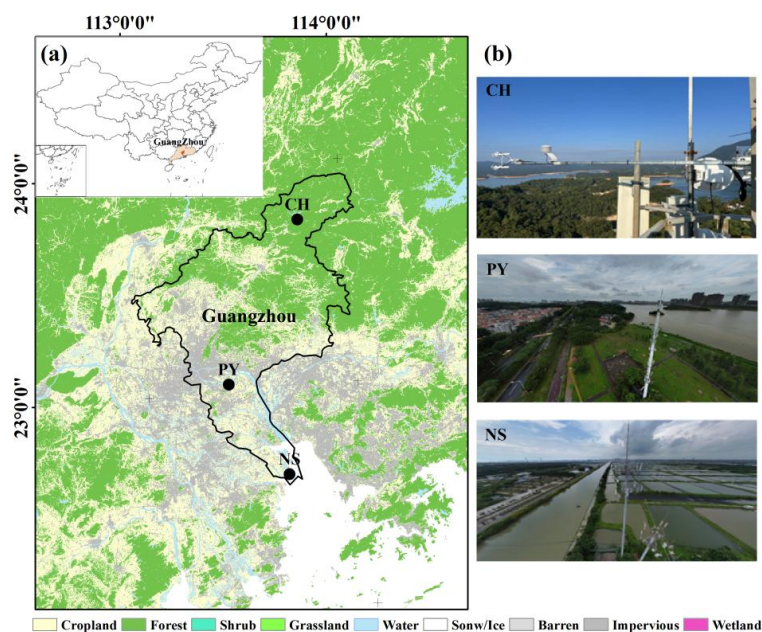 113°0'0"
114°0'0"
(a)
(b)
GuangZhou
CH
24°0'0"
CH
Guangzhou
PY
PY
23°0'0"
NS
NS
Cropland
Forest
Shrub
Grassland
Water
Sonw/Ice
Barren
Impervious
Wetland